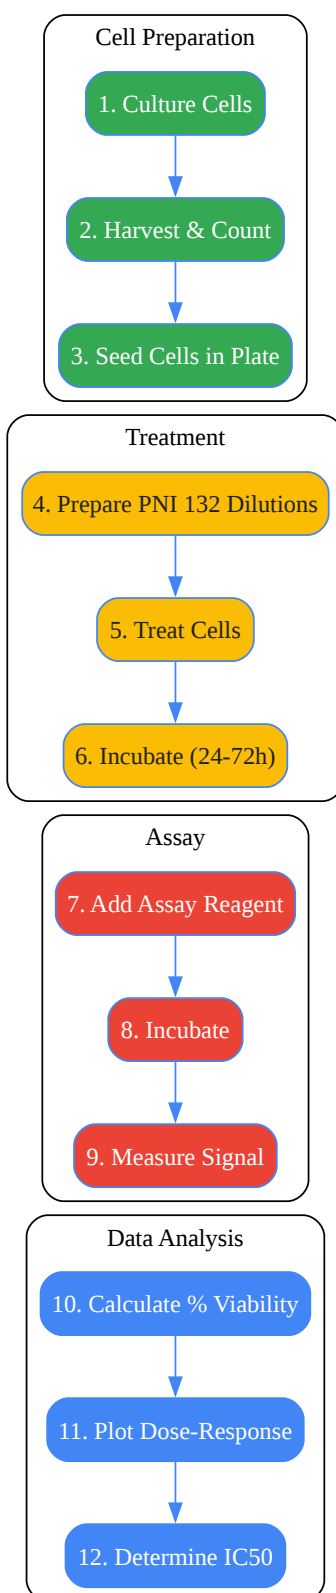 Cell Preparation
1. Culture Cells
2. Harvest & Count
3. Seed Cells in Plate
Treatment
4. Prepare PNI 132 Dilutions
5. Treat Cells
6. Incubate (24-72h)
Assay
7. Add Assay Reagent
8. Incubate
9. Measure Signal
Data Analysis
10. Calculate % Viability
11. Plot Dose-Response
12. Determine IC50